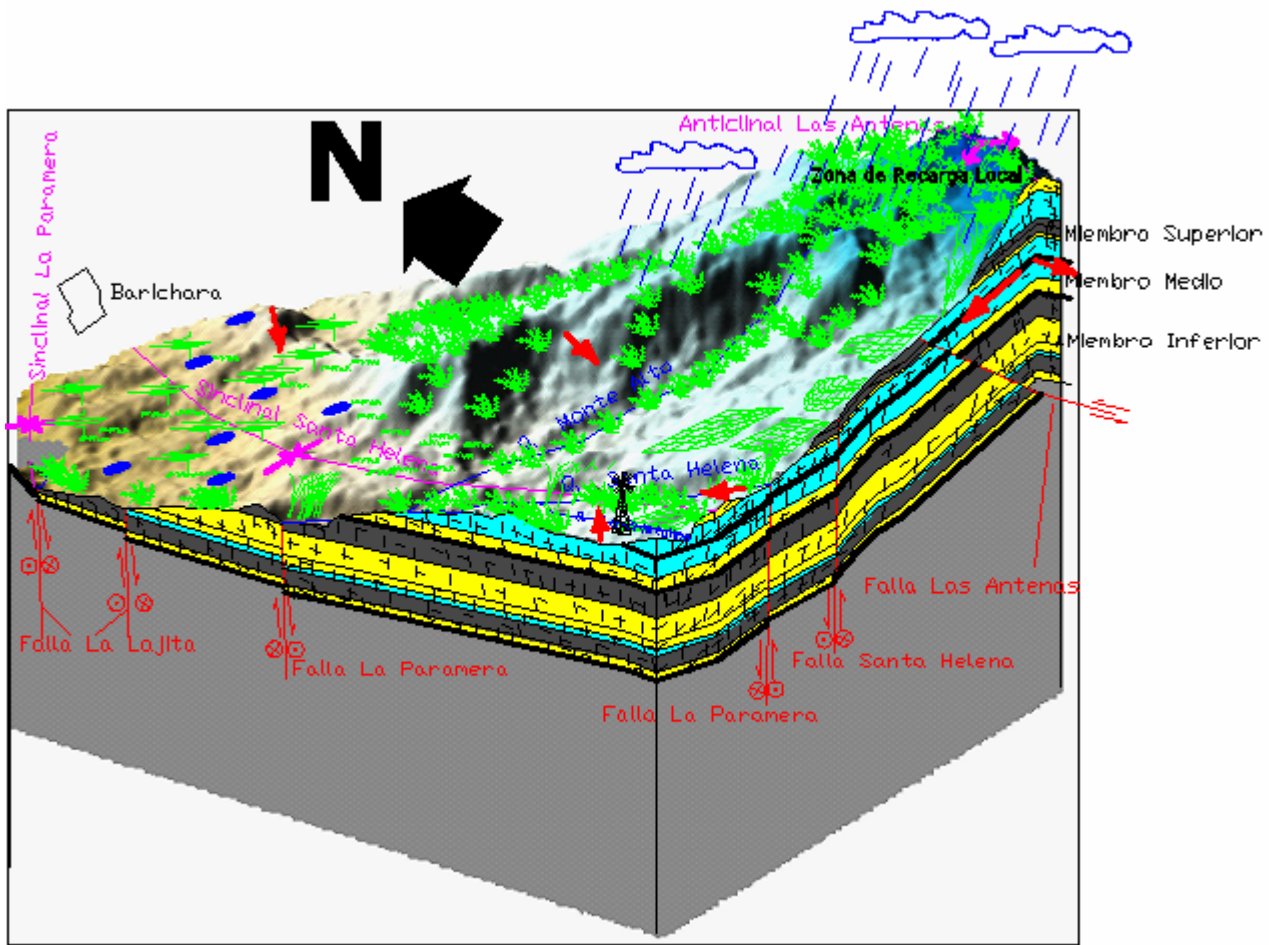 N
Anticlinal Las Antenas
Zona de Recarga Local
Sinclinal La Paramera
Barichara
Miembro Superior
Miembro Medio
Miembro Inferior
Q. Monte Alto
Sinclinal Santa Helena
Q. Santa Helena
Falla Las Antenas
Falla La Lajita
Falla La Paramera
Falla Santa Helena
Falla La Paramera